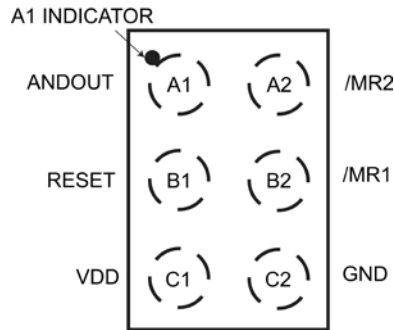 A1 INDICATOR
ANDOUT A1 A2 /MR2
RESET B1 B2 /MR1
VDD C1 C2 GND